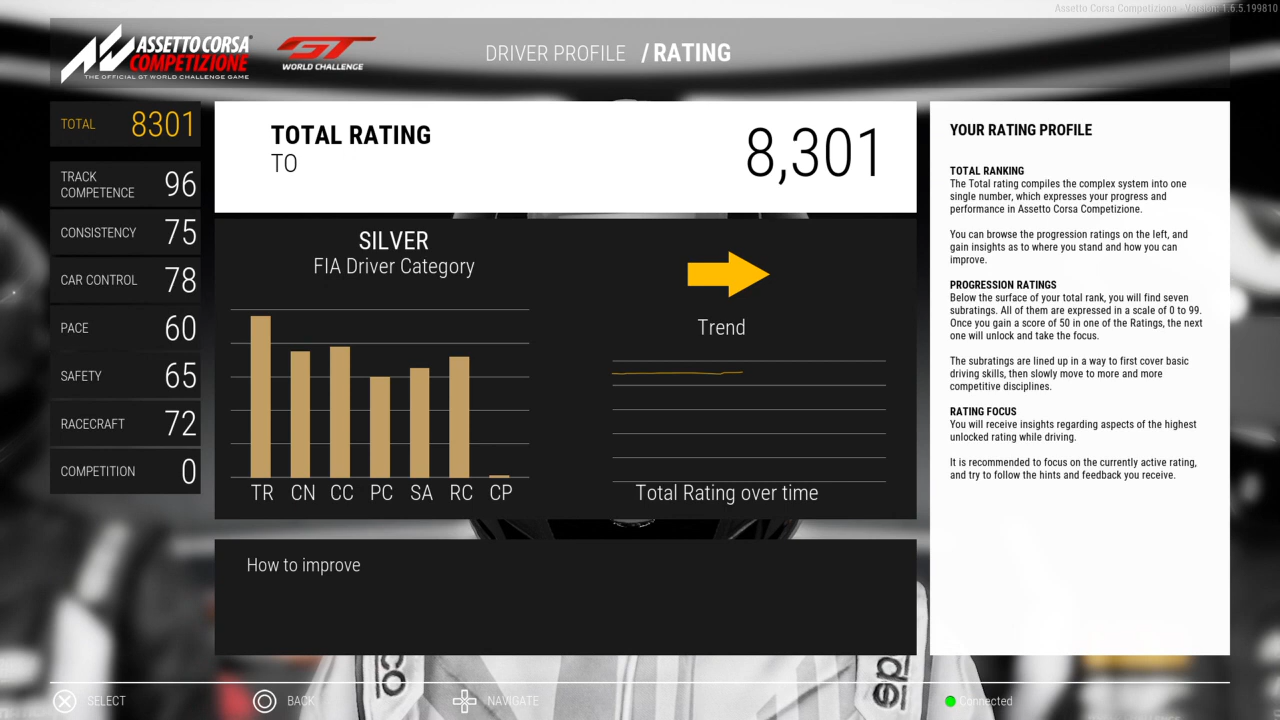 Assetto Corsa Competizione - Version: 1.6.5.199810
ASSETTO CORSA
COMPETIZIONE
THE OFFICIAL GT WORLD CHALLENGE GAME
GT
WORLD CHALLENGE
DRIVER PROFILE / RATING
TOTAL 8301
TRACK
COMPETENCE 96
CONSISTENCY 75
CAR CONTROL 78
PACE 60
SAFETY 65
RACECRAFT 72
COMPETITION 0
TOTAL RATING
TO
8,301
SILVER
FIA Driver Category
TR CN CC PC SA RC CP
Trend
Total Rating over time
How to improve
YOUR RATING PROFILE
TOTAL RANKING
The Total rating compiles the complex system into one
single number, which expresses your progress and
performance in Assetto Corsa Competizione.
You can browse the progression ratings on the left, and
gain insights as to where you stand and how you can
improve.
PROGRESSION RATINGS
Below the surface of your total rank, you will find seven
subratings. All of them are expressed in a scale of 0 to 99.
Once you gain a score of 50 in one of the Ratings, the next
one will unlock and take the focus.
The subratings are lined up in a way to first cover basic
driving skills, then slowly move to more and more
competitive disciplines.
RATING FOCUS
You will receive insights regarding aspects of the highest
unlocked rating while driving.
It is recommended to focus on the currently active rating,
and try to follow the hints and feedback you receive.
SELECT
BACK
NAVIGATE
Connected